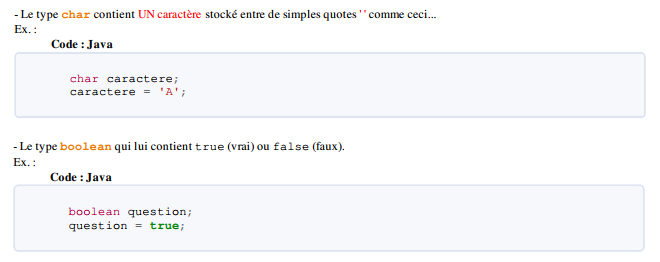 - Le type char contient UN caractère stocké entre de simples quotes ' ' comme ceci...
Ex. :
Code : Java
char caractere;
caractere = 'A';
- Le type boolean qui lui contient true (vrai) ou false (faux).
Ex. :
Code : Java
boolean question;
question = true;